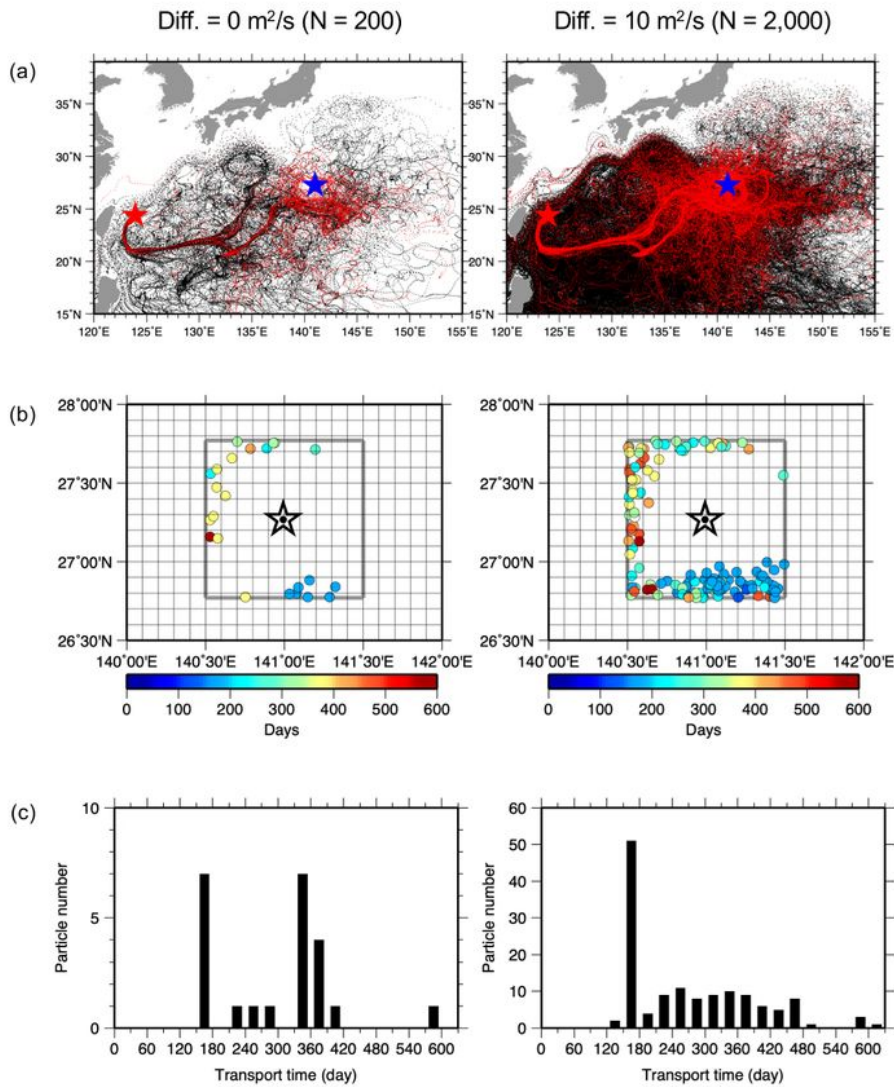 Diff. = 0 m²/s (N = 200)
Diff. = 10 m²/s (N = 2,000)
(a)
35˚N
30˚N
25˚N
20˚N
15˚N
120˚E 125˚E 130˚E 135˚E 140˚E 145˚E 150˚E 155˚E
35˚N
30˚N
25˚N
20˚N
15˚N
120˚E 125˚E 130˚E 135˚E 140˚E 145˚E 150˚E 155˚E
(b)
28˚00'N
27˚30'N
27˚00'N
26˚30'N
140˚00'E 140˚30'E 141˚00'E 141˚30'E 142˚00'E
0 100 200 300 400 500 600
Days
28˚00'N
27˚30'N
27˚00'N
26˚30'N
140˚00'E 140˚30'E 141˚00'E 141˚30'E 142˚00'E
0 100 200 300 400 500 600
Days
(c)
Particle number
10
5
0
0 60 120 180 240 300 360 420 480 540 600
Transport time (day)
Particle number
60
50
40
30
20
10
0
0 60 120 180 240 300 360 420 480 540 600
Transport time (day)